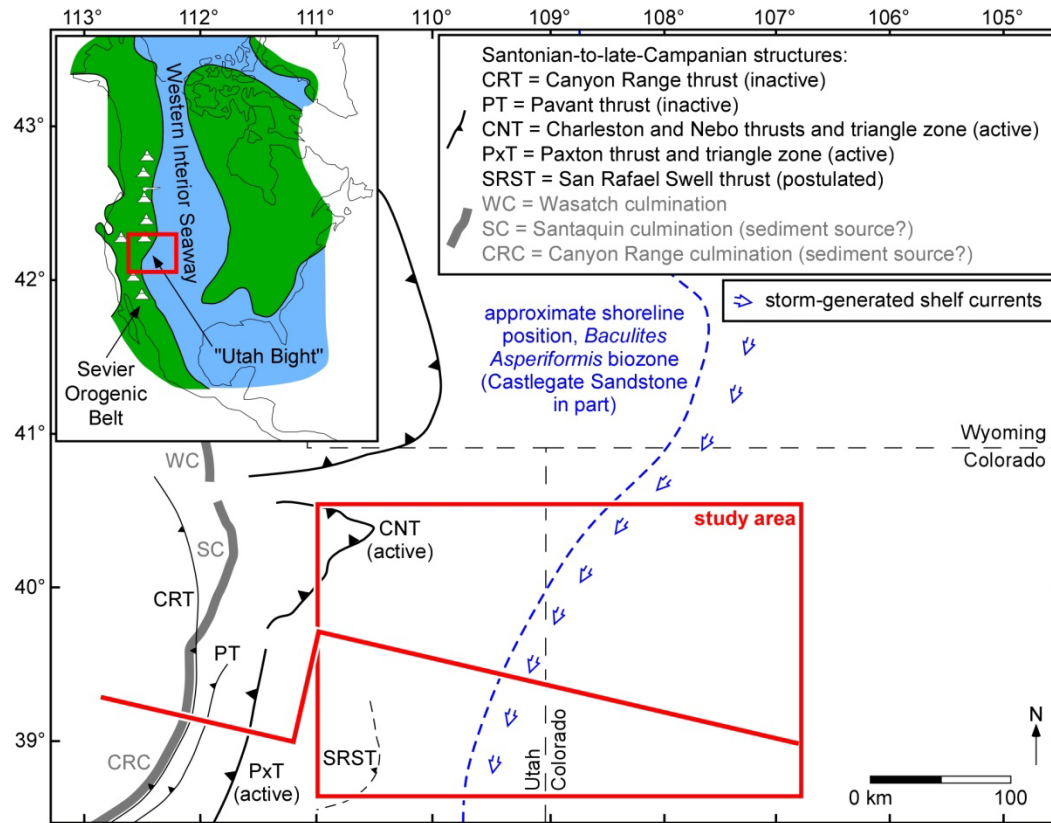 113°
112°
111°
110°
109°
108°
107°
106°
105°
43°
42°
41°
40°
39°
Western Interior Seaway
"Utah Bight"
Sevier
Orogenic
Belt
Santonian-to-late-Campanian structures:
CRT = Canyon Range thrust (inactive)
PT = Pavant thrust (inactive)
CNT = Charleston and Nebo thrusts and triangle zone (active)
PxT = Paxton thrust and triangle zone (active)
SRST = San Rafael Swell thrust (postulated)
WC = Wasatch culmination
SC = Santaquin culmination (sediment source?)
CRC = Canyon Range culmination (sediment source?)
storm-generated shelf currents
approximate shoreline
position, Baculites
Asperiformis biozone
(Castlegate Sandstone
in part)
Wyoming
Colorado
WC
study area
CNT
(active)
SC
CRT
PT
CRC
PxT
(active)
SRST
Utah
Colorado
N
0 km
100